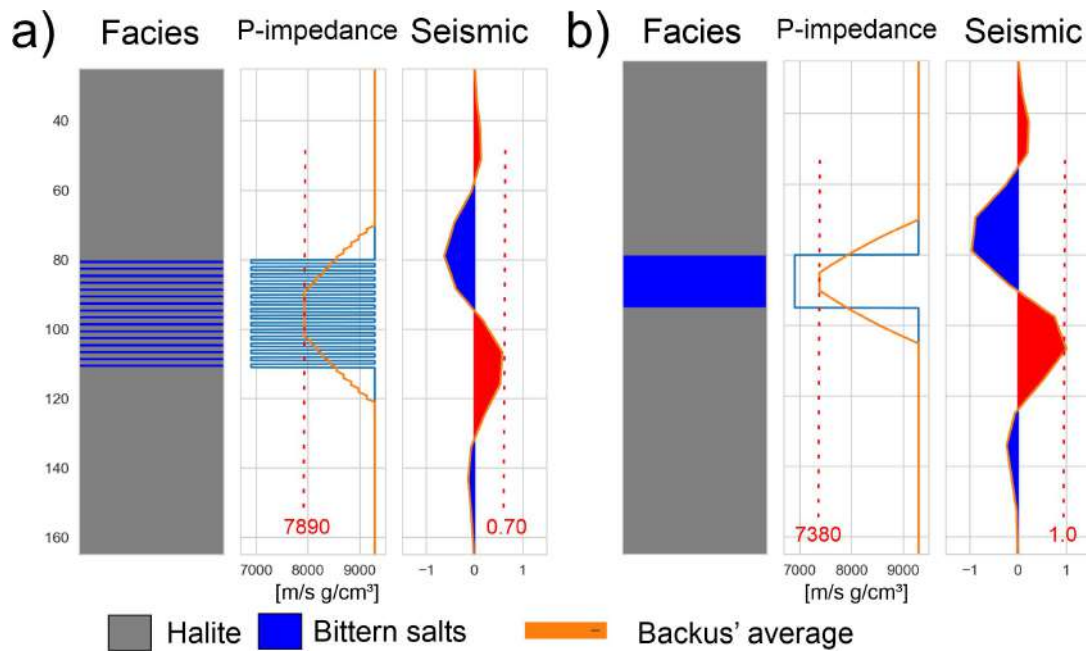 a) Facies P-impedance Seismic b) Facies P-impedance Seismic
40
60
80
100
120
140
160
7890 0.70 7380 1.0
7000 8000 9000 −1 0 1 7000 8000 9000 −1 0 1
[m/s g/cm³] [m/s g/cm³]
Halite Bittern salts Backus' average